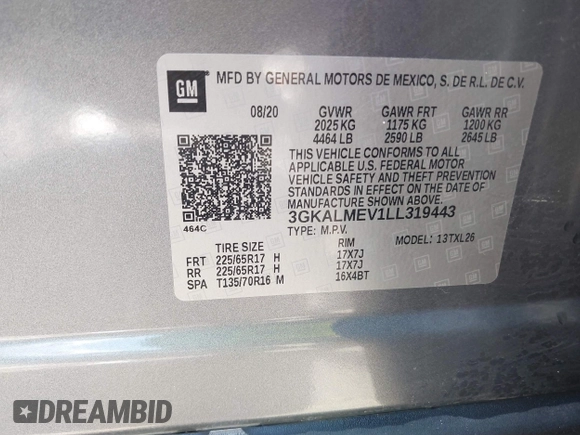 GM
MFD BY GENERAL MOTORS DE MEXICO, S. DE R.L. DE C.V.
08/20 GVWR GAWR FRT GAWR RR
2025 KG 1175 KG 1200 KG
4464 LB 2590 LB 2645 LB
THIS VEHICLE CONFORMS TO ALL
APPLICABLE U.S. FEDERAL MOTOR
VEHICLE SAFETY AND THEFT PREVENTION
STANDARDS IN EFFECT ON THE DATE OF
MANUFACTURE SHOWN ABOVE.
3GKALMEV1LL319443
464C
TYPE: M.P.V. MODEL: 13TXL26
TIRE SIZE RIM
FRT 225/65R17 H 17X7J
RR 225/65R17 H 17X7J
SPA T135/70R16 M 16X4BT
DREAMBID